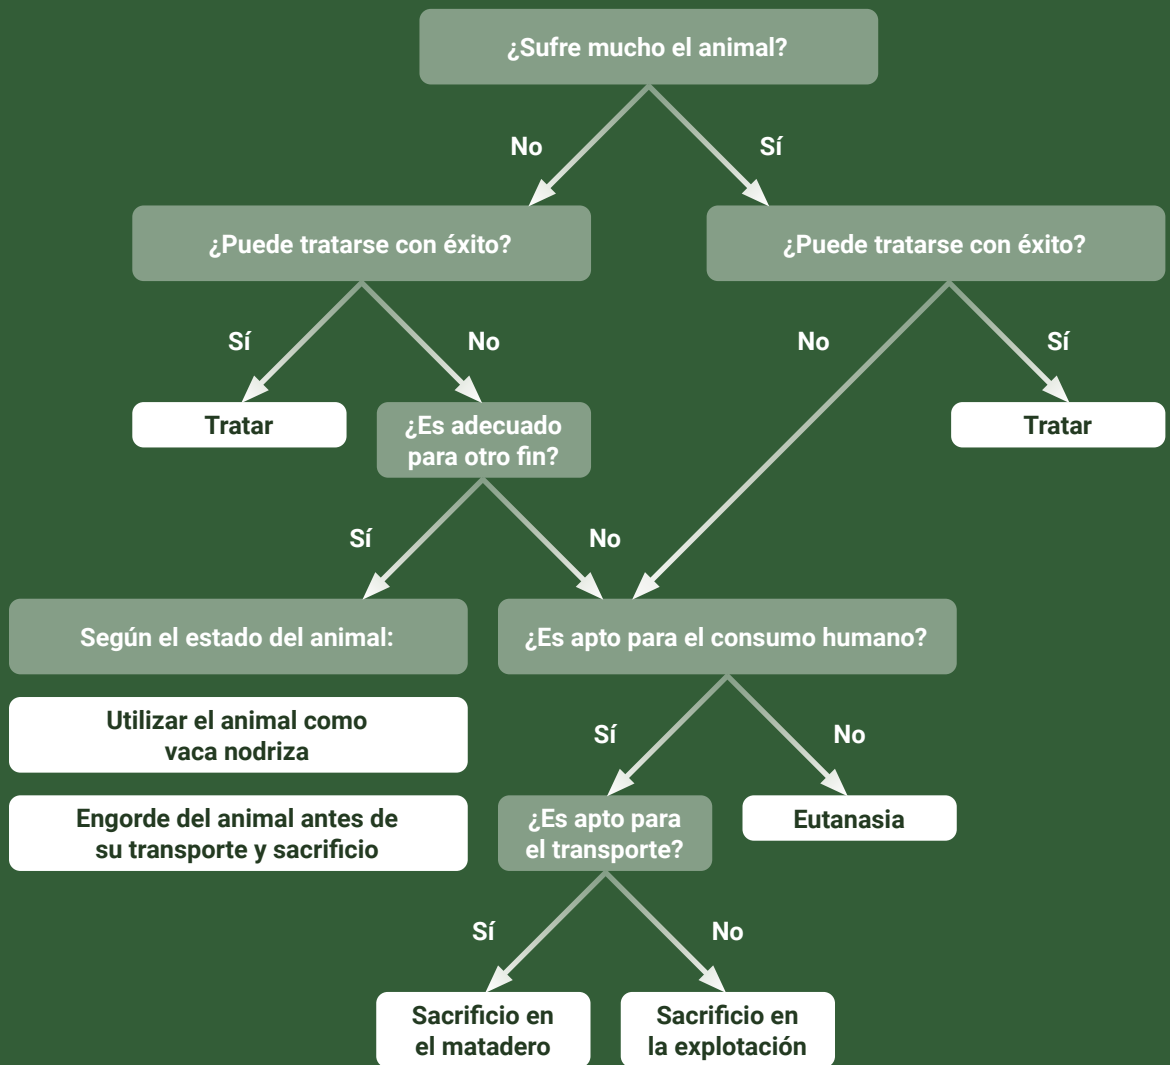 ¿Sufre mucho el animal?
No
Sí
¿Puede tratarse con éxito?
¿Puede tratarse con éxito?
Sí
No
No
Sí
Tratar
¿Es adecuado
para otro fin?
Tratar
Sí
No
Según el estado del animal:
¿Es apto para el consumo humano?
Utilizar el animal como
vaca nodriza
Sí
No
Engorde del animal antes de
su transporte y sacrificio
¿Es apto para
el transporte?
Eutanasia
Sí
No
Sacrificio en
el matadero
Sacrificio en
la explotación